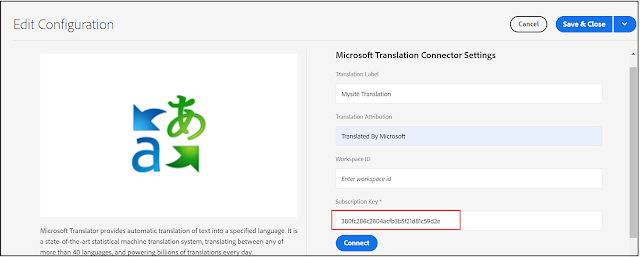 Edit Configuration
Cancel
Save & Close
Microsoft Translation Connector Settings
Translation Label
Mysite Translation
Translation Attribution
Translated By Microsoft
Workspace ID
Enter workspace id
Subscription Key *
380fc286c2804acfb3b5f21d81c59d2e
Connect
あ
a
Microsoft Translator provides automatic translation of text into a specified language. It is
a state-of-the-art statistical machine translation system, translating between any of
more than 40 languages, and powering billions of translations every day.